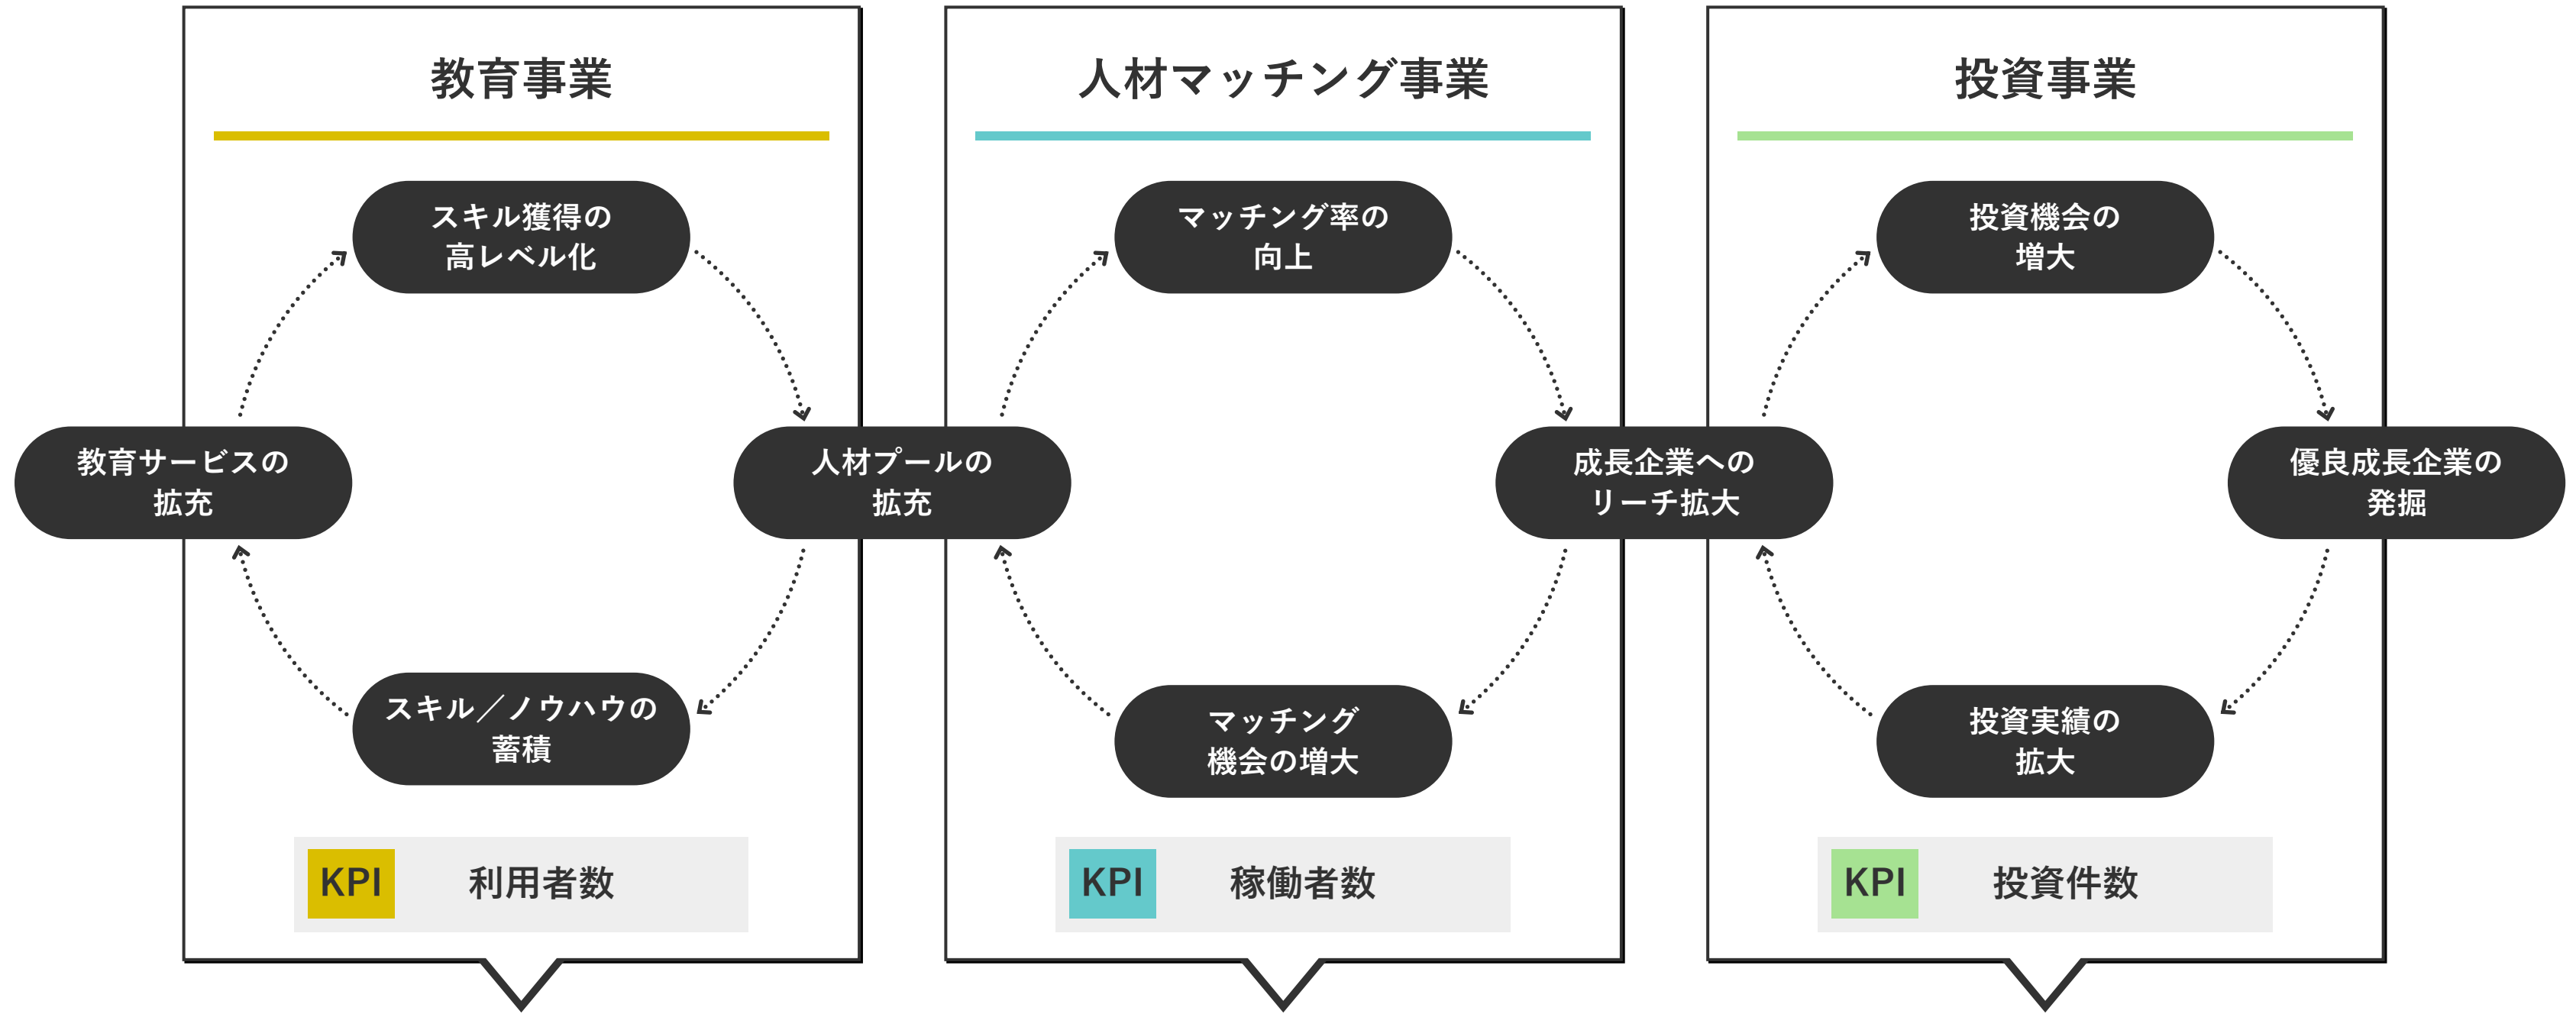 教育事業
スキル獲得の
高レベル化
教育サービスの
拡充
人材プールの
拡充
スキル／ノウハウの
蓄積
KPI
利用者数
人材マッチング事業
マッチング率の
向上
成長企業への
リーチ拡大
マッチング
機会の増大
KPI
稼働者数
投資事業
投資機会の
増大
優良成長企業の
発掘
投資実績の
拡大
KPI
投資件数